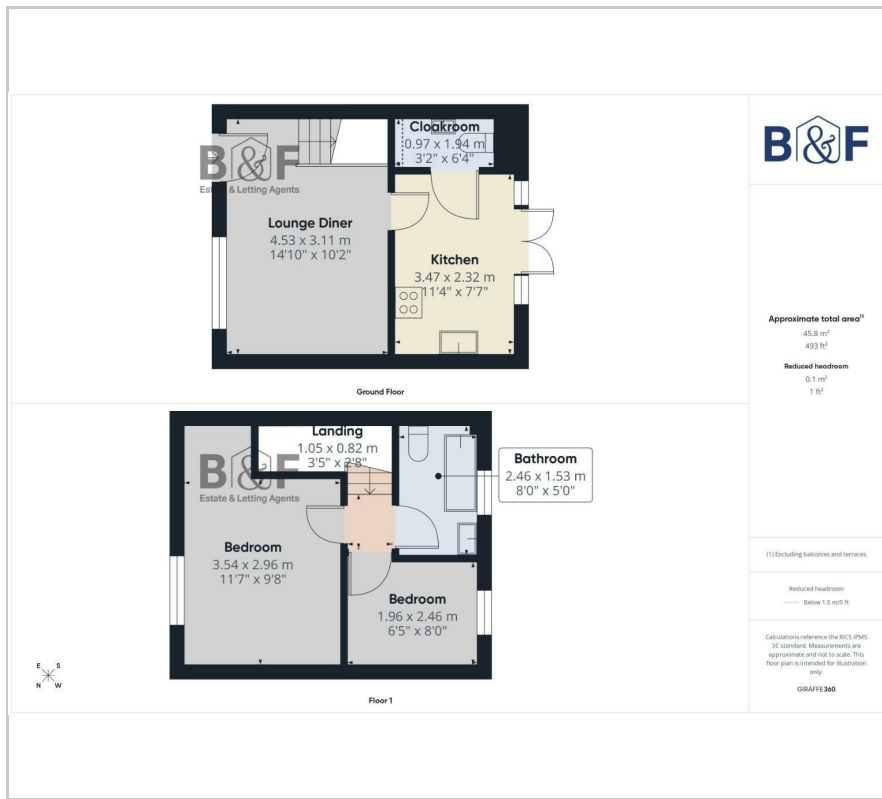 Cloakroom
0.97 x 1.94 m
3'2" x 6'4"
B&F
Estate & Letting Agents
Lounge Diner
4.53 x 3.11 m
14'10" x 10'2"
Kitchen
3.47 x 2.32 m
11'4" x 7'7"
Ground Floor
Landing
1.05 x 0.82 m
3'5" x 2'8"
B&F
Estate & Letting Agents
Bathroom
2.46 x 1.53 m
8'0" x 5'0"
Bedroom
3.54 x 2.96 m
11'7" x 9'8"
Bedroom
1.96 x 2.46 m
6'5" x 8'0"
E S
N W
Floor 1
B&F
Approximate total area⁽¹⁾
45.8 m²
493 ft²
Reduced headroom
0.1 m²
1 ft²
(1) Excluding balconies and terraces
Reduced headroom
Below 1.5 m/5 ft
Calculations reference the RICS IPMS
3C standard. Measurements are
approximate and not to scale. This
floor plan is intended for illustration
only.
GIRAFFE360